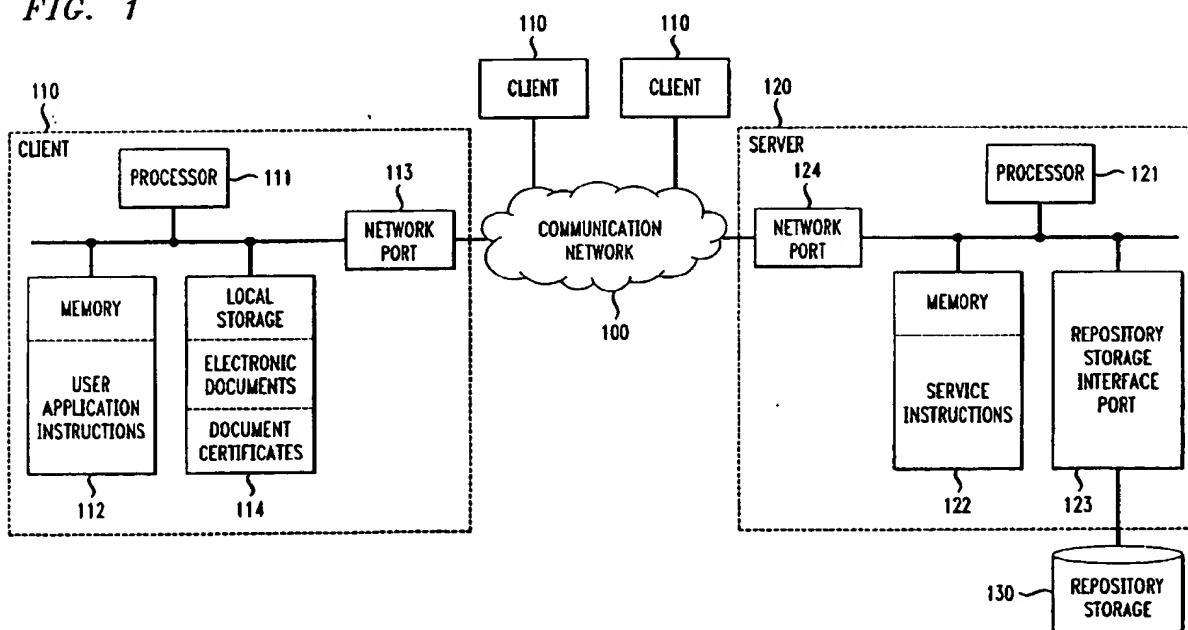 FIG. 1
110
110
CLIENT
CLIENT
110
CLIENT
PROCESSOR
111
113
NETWORK
PORT
MEMORY
USER
APPLICATION
INSTRUCTIONS
112
LOCAL
STORAGE
ELECTRONIC
DOCUMENTS
DOCUMENT
CERTIFICATES
114
COMMUNICATION
NETWORK
100
120
SERVER
124
NETWORK
PORT
PROCESSOR
121
MEMORY
SERVICE
INSTRUCTIONS
122
REPOSITORY
STORAGE
INTERFACE
PORT
123
130
REPOSITORY
STORAGE